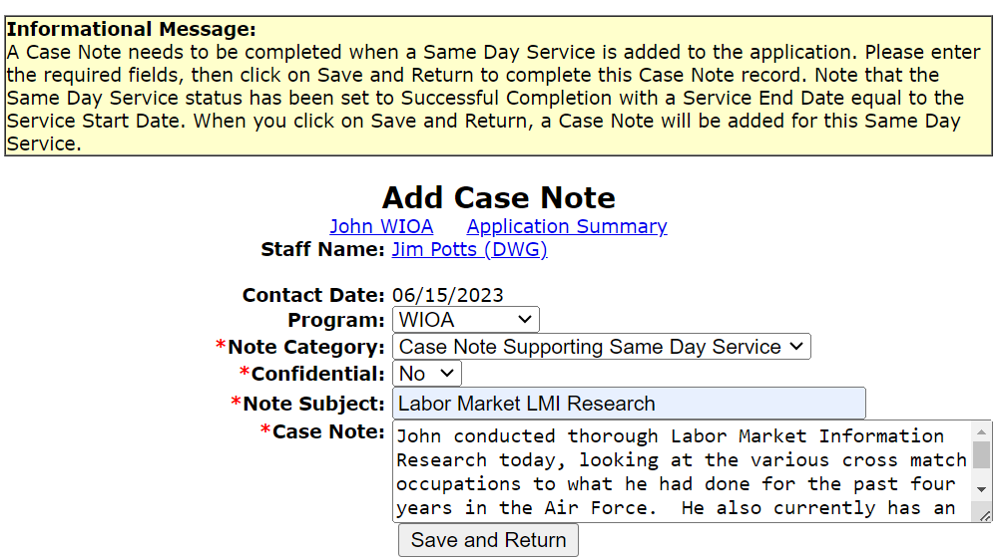 Informational Message:
A Case Note needs to be completed when a Same Day Service is added to the application. Please enter
the required fields, then click on Save and Return to complete this Case Note record. Note that the
Same Day Service status has been set to Successful Completion with a Service End Date equal to the
Service Start Date. When you click on Save and Return, a Case Note will be added for this Same Day
Service.
Add Case Note
John WIOA Application Summary
Staff Name: Jim Potts (DWG)
Contact Date: 06/15/2023
Program: WIOA
*Note Category: Case Note Supporting Same Day Service
*Confidential: No
*Note Subject: Labor Market LMI Research
*Case Note: John conducted thorough Labor Market Information
Research today, looking at the various cross match
occupations to what he had done for the past four
years in the Air Force. He also currently has an
Save and Return